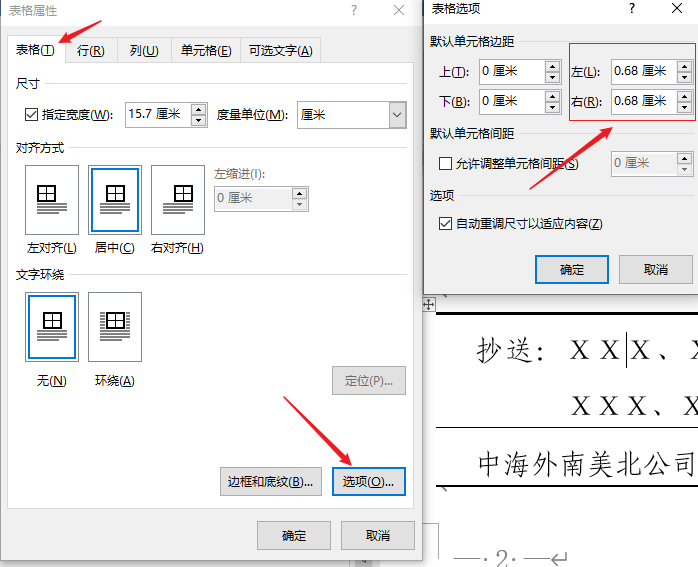 表格属性 ?
表格(T) 行(R) 列(U) 单元格(E) 可选文字(A)
尺寸
指定宽度(W): 15.7 厘米 度量单位(M): 厘米
对齐方式
左缩进(I):
0 厘米
左对齐(L) 居中(C) 右对齐(H)
文字环绕
无(N) 环绕(A) 定位(P)...
边框和底纹(B)... 选项(O)...
确定 取消
表格选项 ?
默认单元格边距
上(T): 0 厘米 左(L): 0.68 厘米
下(B): 0 厘米 右(R): 0.68 厘米
默认单元格间距
允许调整单元格间距(S) 0 厘米
选项
自动重调尺寸以适应内容(Z)
确定 取消
抄送：X X X、X
X X X、X
中海外南美北公司
— 2 —